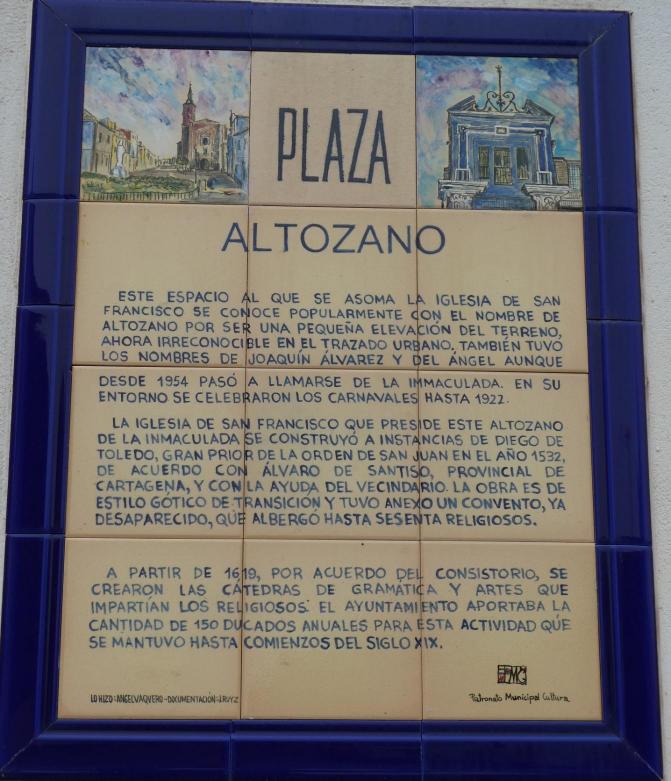 PLAZA
ALTOZANO
ESTE ESPACIO AL QUE SE ASOMA LA IGLESIA DE SAN
FRANCISCO SE CONOCE POPULARMENTE CON EL NOMBRE DE
ALTOZANO POR SER UNA PEQUEÑA ELEVACIÓN DEL TERRENO,
AHORA IRRECONOCIBLE EN EL TRAZADO URBANO. TAMBIÉN TUVO
LOS NOMBRES DE JOAQUÍN ÁLVAREZ Y DEL ÁNGEL AUNQUE
DESDE 1954 PASÓ A LLAMARSE DE LA INMACULADA. EN SU
ENTORNO SE CELEBRARON LOS CARNAVALES HASTA 1922.
LA IGLESIA DE SAN FRANCISCO QUE PRESIDE ESTE ALTOZANO
DE LA INMACULADA SE CONSTRUYÓ A INSTANCIAS DE DIEGO DE
TOLEDO, GRAN PRIOR DE LA ORDEN DE SAN JUAN EN EL AÑO 1532,
DE ACUERDO CON ÁLVARO DE SANTISO, PROVINCIAL DE
CARTAGENA, Y CON LA AYUDA DEL VECINDARIO. LA OBRA ES DE
ESTILO GÓTICO DE TRANSICIÓN Y TUVO ANEXO UN CONVENTO, YA
DESAPARECIDO, QUE ALBERGÓ HASTA SESENTA RELIGIOSOS.
A PARTIR DE 1619, POR ACUERDO DEL CONSISTORIO, SE
CREARON LAS CÁTEDRAS DE GRAMÁTICA Y ARTES QUE
IMPARTÍAN LOS RELIGIOSOS. EL AYUNTAMIENTO APORTABA LA
CANTIDAD DE 150 DUCADOS ANUALES PARA ESTA ACTIVIDAD QUE
SE MANTUVO HASTA COMIENZOS DEL SIGLO XIX.
LO HIZO: ANGEL VAQUERO - DOCUMENTACIÓN: J. RUYZ
PMC
Patronato Municipal Cultura